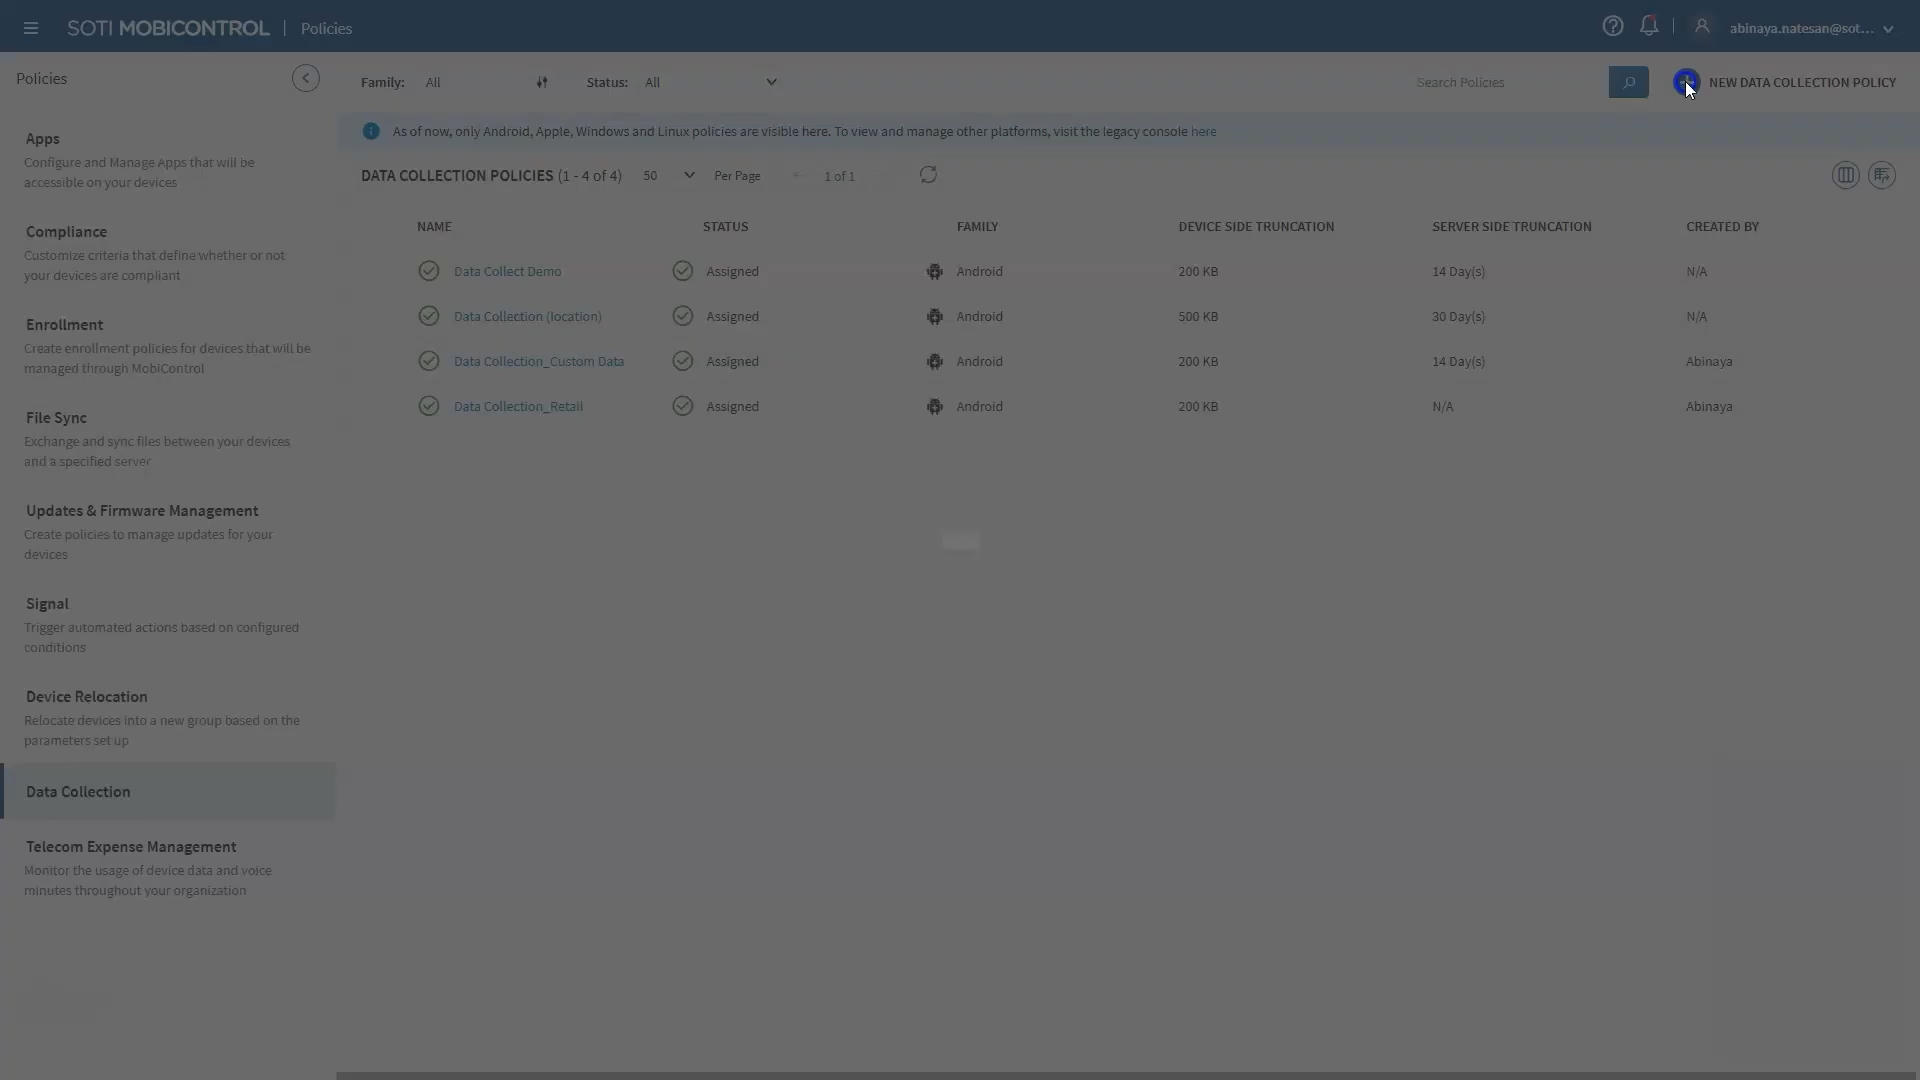 SOTI MOBICONTROL | Policies
abinaya.natesan@sot...
Policies
Family: All
Status: All
Search Policies
NEW DATA COLLECTION POLICY
As of now, only Android, Apple, Windows and Linux policies are visible here. To view and manage other platforms, visit the legacy console here
DATA COLLECTION POLICIES (1 - 4 of 4) 50 Per Page 1 of 1
NAME STATUS FAMILY DEVICE SIDE TRUNCATION SERVER SIDE TRUNCATION CREATED BY
Data Collect Demo Assigned Android 200 KB 14 Day(s) N/A
Data Collection (location) Assigned Android 500 KB 30 Day(s) N/A
Data Collection_Custom Data Assigned Android 200 KB 14 Day(s) Abinaya
Data Collection_Retail Assigned Android 200 KB N/A Abinaya
Apps
Configure and Manage Apps that will be
accessible on your devices
Compliance
Customize criteria that define whether or not
your devices are compliant
Enrollment
Create enrollment policies for devices that will be
managed through MobiControl
File Sync
Exchange and sync files between your devices
and a specified server
Updates & Firmware Management
Create policies to manage updates for your
devices
Signal
Trigger automated actions based on configured
conditions
Device Relocation
Relocate devices into a new group based on the
parameters set up
Data Collection
Telecom Expense Management
Monitor the usage of device data and voice
minutes throughout your organization